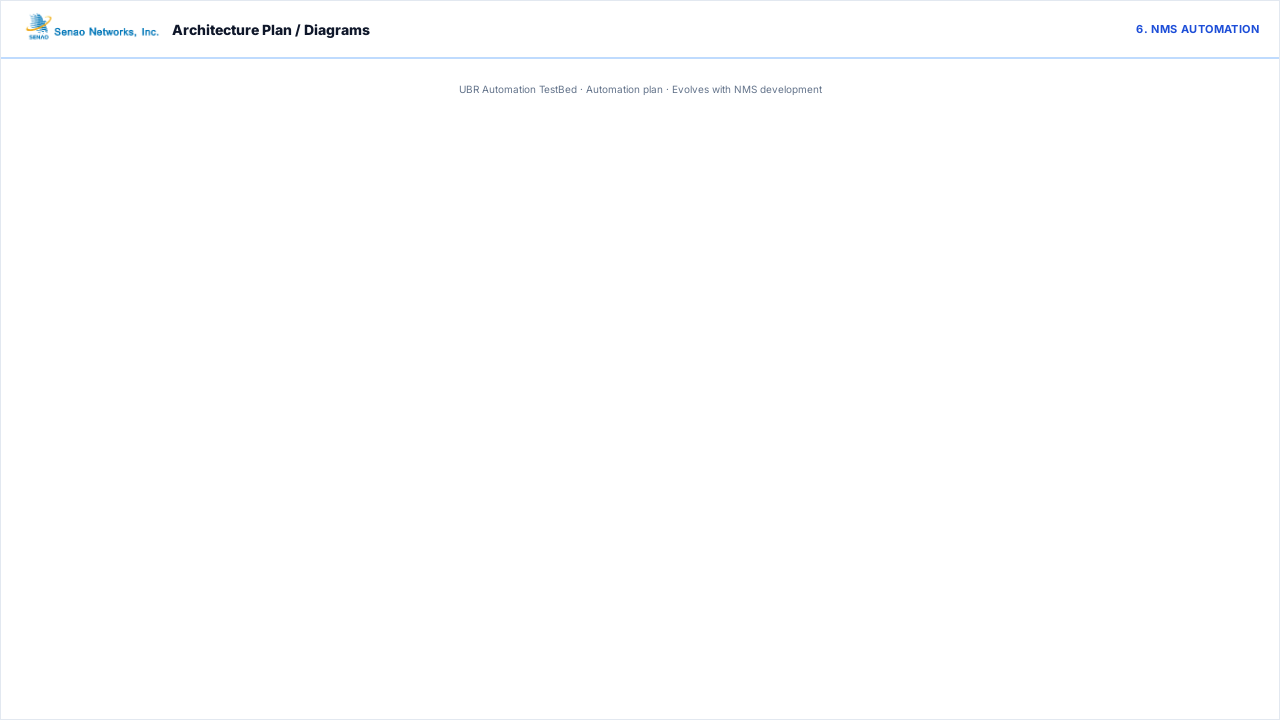 SENAO
Senao Networks, Inc.
Architecture Plan / Diagrams
6. NMS AUTOMATION
UBR Automation TestBed · Automation plan · Evolves with NMS development